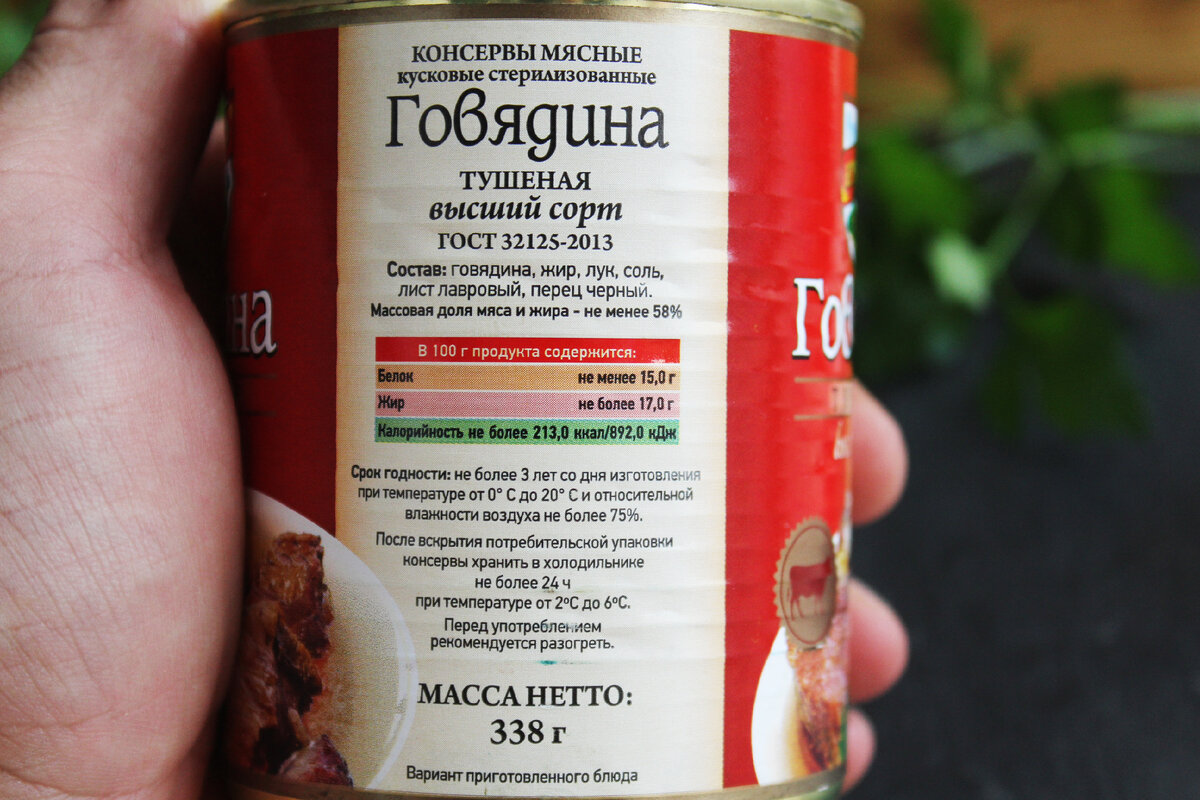 КОНСЕРВЫ МЯСНЫЕ
кусковые стерилизованные
Говядина
ТУШЕНАЯ
высший сорт
ГОСТ 32125-2013
Состав: говядина, жир, лук, соль,
лист лавровый, перец черный.
Массовая доля мяса и жира - не менее 58%
В 100 г продукта содержится:
Белок не менее 15,0 г
Жир не более 17,0 г
Калорийность не более 213,0 ккал/892,0 кДж
Срок годности: не более 3 лет со дня изготовления
при температуре от 0° С до 20° С и относительной
влажности воздуха не более 75%.
После вскрытия потребительской упаковки
консервы хранить в холодильнике
не более 24 ч
при температуре от 2ºС до 6ºС.
Перед употреблением
рекомендуется разогреть.
МАССА НЕТТО:
338 г
Вариант приготовленного блюда
на
Гов